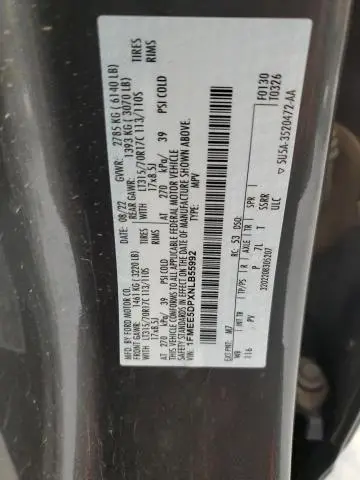 MFD. BY FORD MOTOR CO.
DATE: 08/22 GVWR: 2785 KG ( 6140 LB)
FRONT GAWR: 1461 KG (3220 LB) REAR GAWR: 1393 KG (3070 LB)
WITH LT315/70R17C 113/110S WITH LT315/70R17C 113/110S TIRES
17x8.5J 17x8.5J RIMS
AT 270 kPa/ 39 PSI COLD AT 270 kPa/ 39 PSI COLD
THIS VEHICLE CONFORMS TO ALL APPLICABLE FEDERAL MOTOR VEHICLE
SAFETY STANDARDS IN EFFECT ON THE DATE OF MANUFACTURE SHOWN ABOVE.
VIN: 1FMEE5DPXNLB55992
TYPE: MPV
F0130
T0326
EXT PNT: M7 RC: 53 DSO:
WB INT TR TP/PS R AXLE TR SPR
116 PV P 7L T SSRR
UTC
▽ 5U5A-3520472-AA